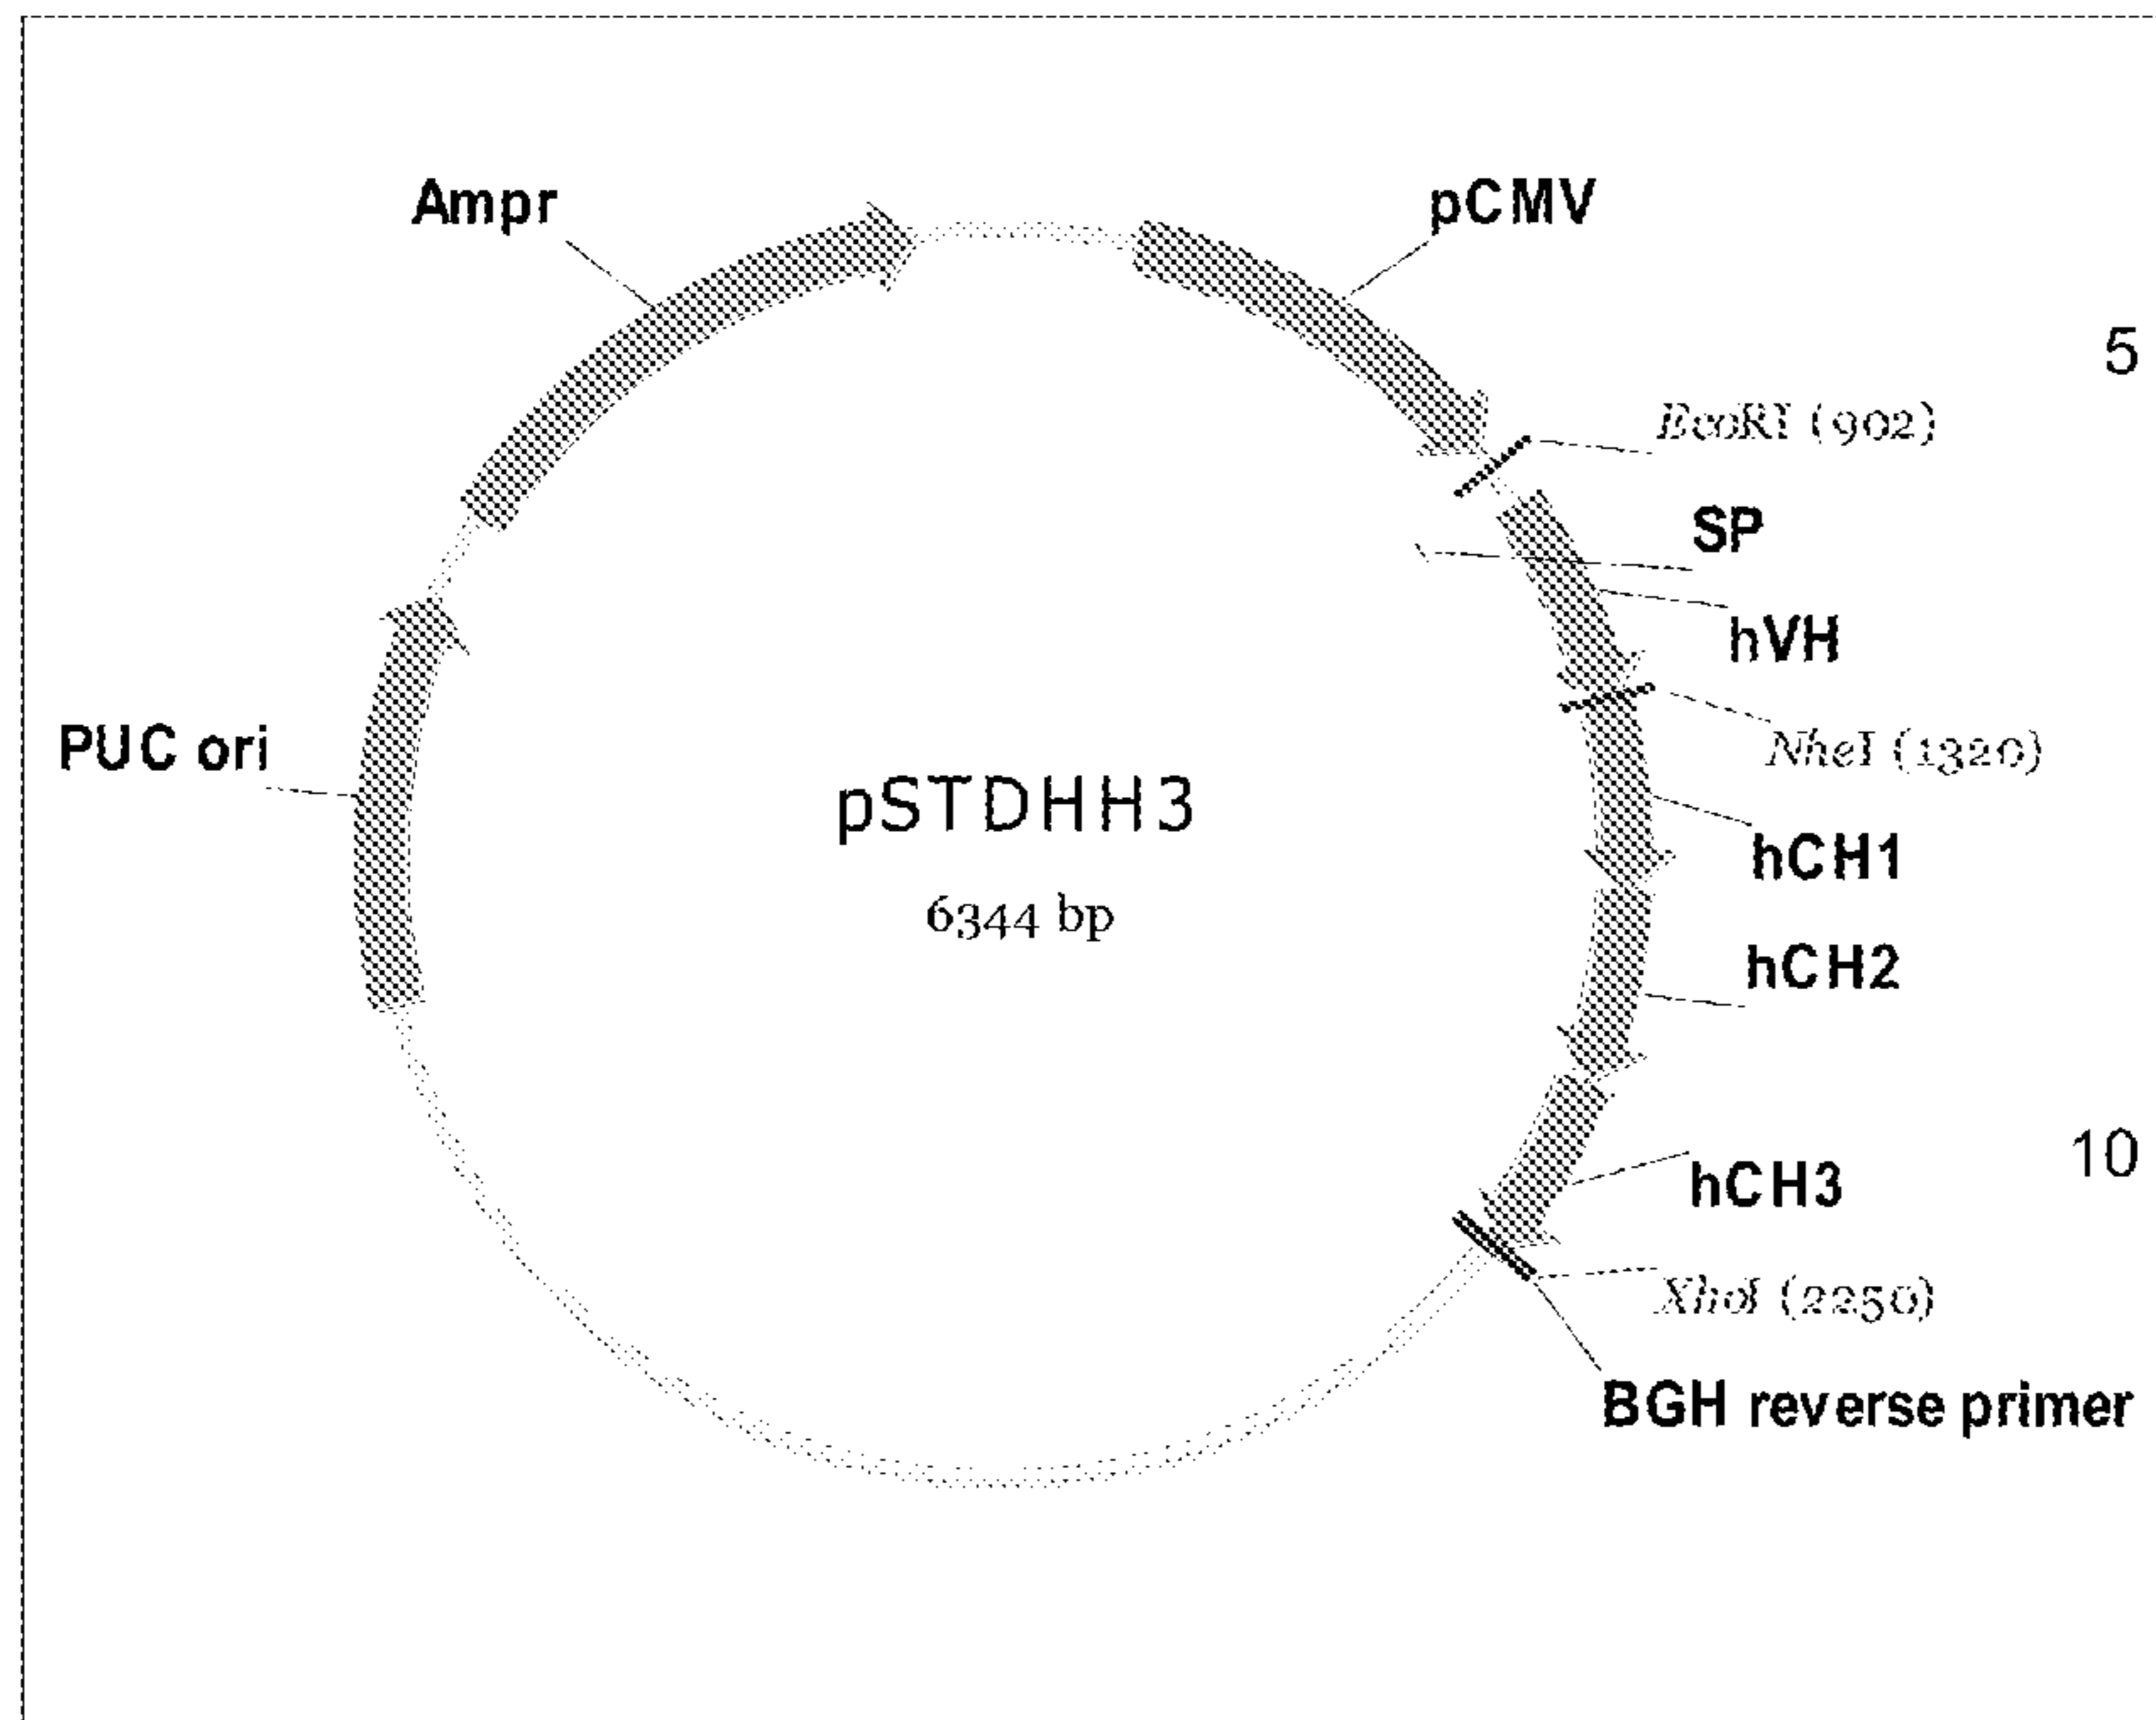 Ampr
pCMV
5
EcoRI (902)
SP
hVH
PUC ori
NheI (1320)
pSTDHH3
hCH1
6344 bp
hCH2
10
hCH3
XhoI (2250)
BGH reverse primer